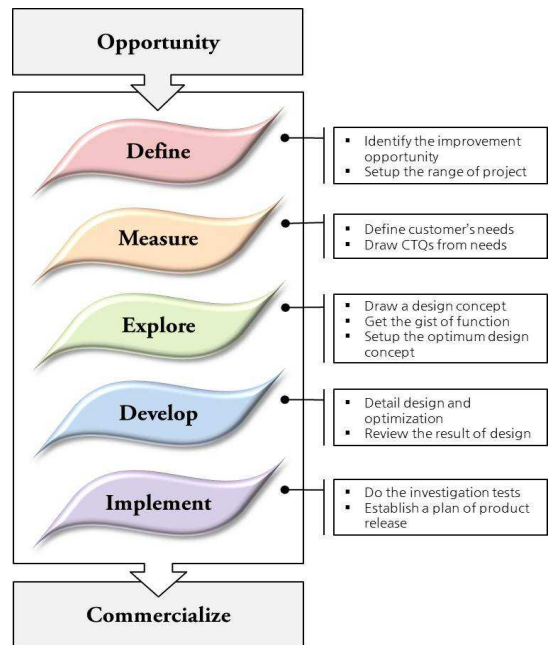 Opportunity
Define
▪ Identify the improvement
opportunity
▪ Setup the range of project
Measure
▪ Define customer's needs
▪ Draw CTQs from needs
Explore
▪ Draw a design concept
▪ Get the gist of function
▪ Setup the optimum design
concept
Develop
▪ Detail design and
optimization
▪ Review the result of design
Implement
▪ Do the investigation tests
▪ Establish a plan of product
release
Commercialize